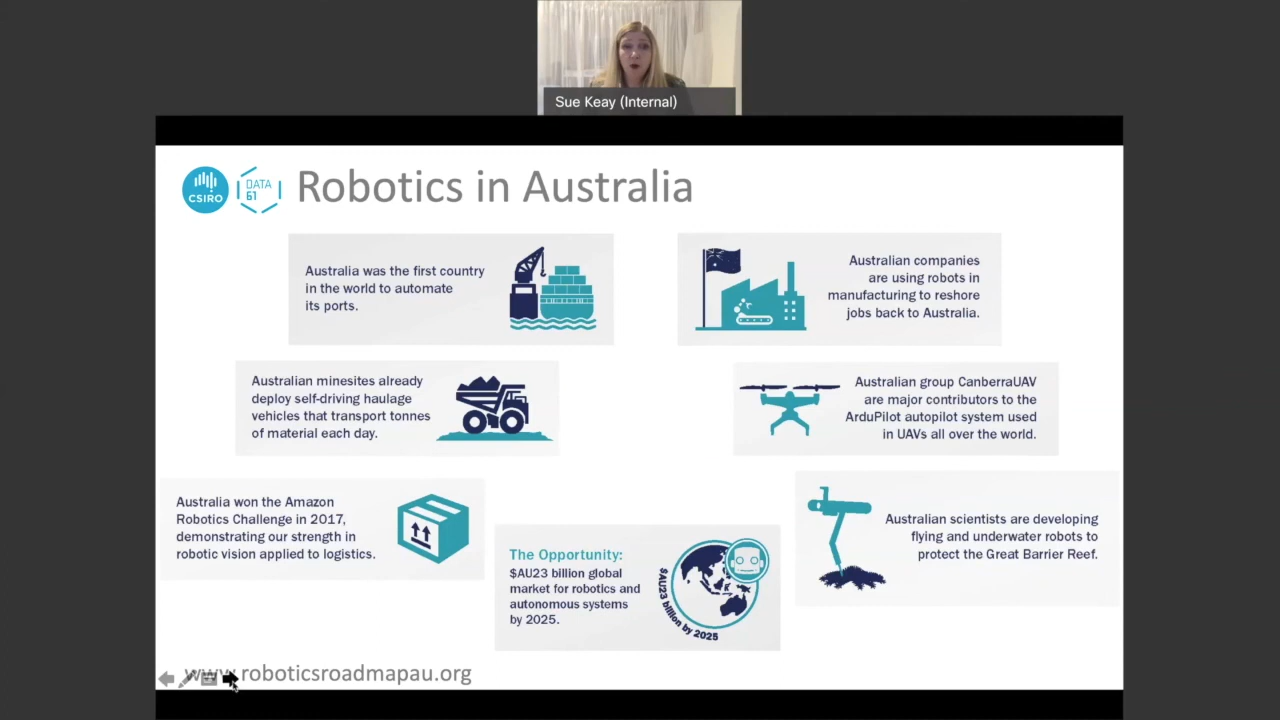 Sue Keay (Internal)
CSIRO
DATA
61
Robotics in Australia
Australia was the first country
in the world to automate
its ports.
Australian companies
are using robots in
manufacturing to reshore
jobs back to Australia.
Australian minesites already
deploy self-driving haulage
vehicles that transport tonnes
of material each day.
Australian group CanberraUAV
are major contributors to the
ArduPilot autopilot system used
in UAVs all over the world.
Australia won the Amazon
Robotics Challenge in 2017,
demonstrating our strength in
robotic vision applied to logistics.
The Opportunity:
$AU23 billion global
market for robotics and
autonomous systems
by 2025.
$AU23 billion by 2025
Australian scientists are developing
flying and underwater robots to
protect the Great Barrier Reef.
www.roboticsroadmapau.org